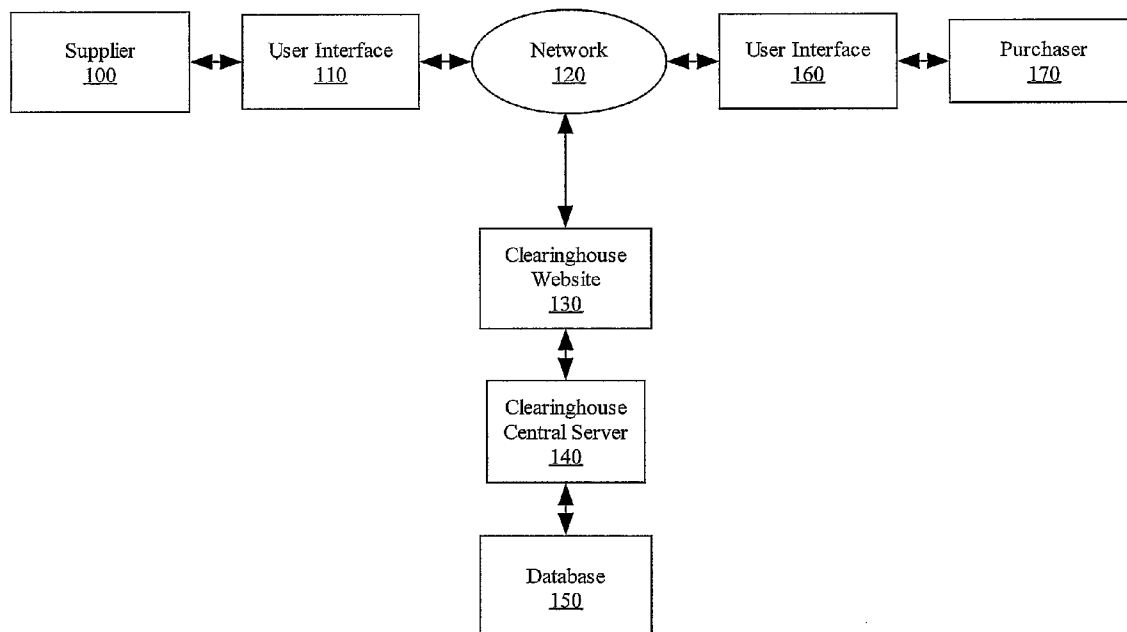 Supplier
100
User Interface
110
Network
120
User Interface
160
Purchaser
170
Clearinghouse
Website
130
Clearinghouse
Central Server
140
Database
150